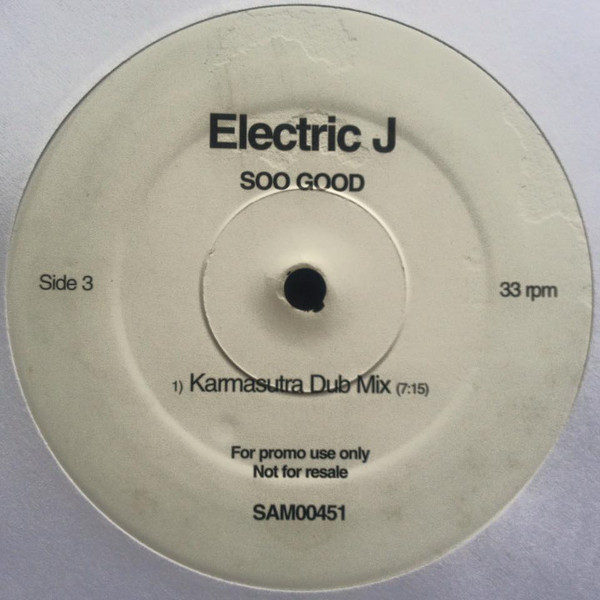 Electric J
SOO GOOD
Side 3
33 rpm
1) Karmasutra Dub Mix (7:15)
For promo use only
Not for resale
SAM00451